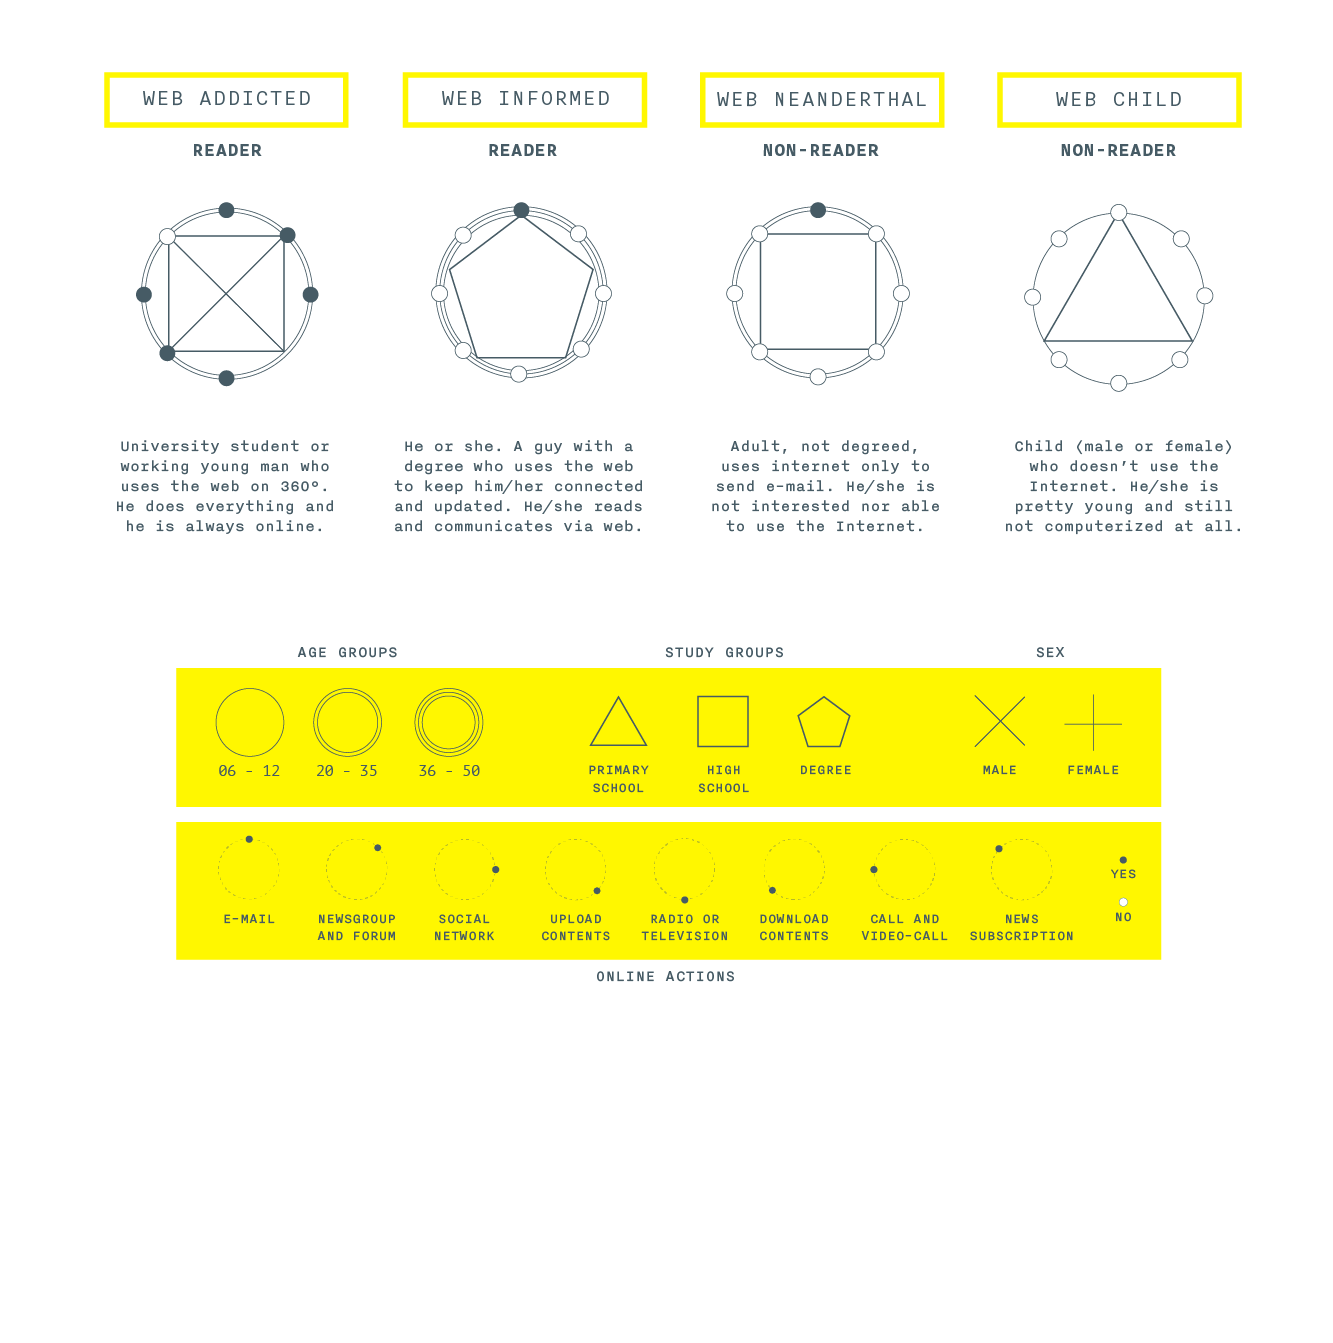 WEB ADDICTED
READER
University student or
working young man who
uses the web on 360°.
He does everything and
he is always online.
WEB INFORMED
READER
He or she. A guy with a
degree who uses the web
to keep him/her connected
and updated. He/she reads
and communicates via web.
WEB NEANDERTHAL
NON-READER
Adult, not degreed,
uses internet only to
send e-mail. He/she is
not interested nor able
to use the Internet.
WEB CHILD
NON-READER
Child (male or female)
who doesn’t use the
Internet. He/she is
pretty young and still
not computerized at all.
AGE GROUPS
06 - 12
20 - 35
36 - 50
STUDY GROUPS
PRIMARY
SCHOOL
HIGH
SCHOOL
DEGREE
SEX
MALE
FEMALE
E-MAIL
NEWSGROUP
AND FORUM
SOCIAL
NETWORK
UPLOAD
CONTENTS
RADIO OR
TELEVISION
DOWNLOAD
CONTENTS
CALL AND
VIDEO-CALL
NEWS
SUBSCRIPTION
YES
NO
ONLINE ACTIONS